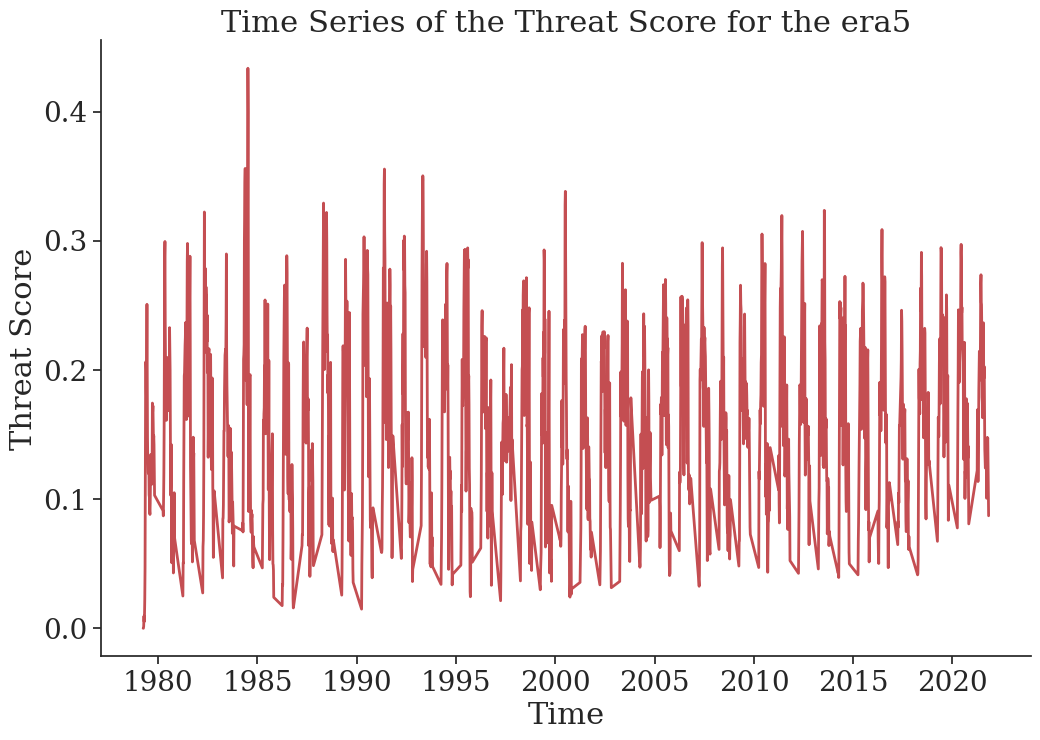 Time Series of the Threat Score for the era5
Threat Score
0.4
0.3
0.2
0.1
0.0
1980 1985 1990 1995 2000 2005 2010 2015 2020
Time